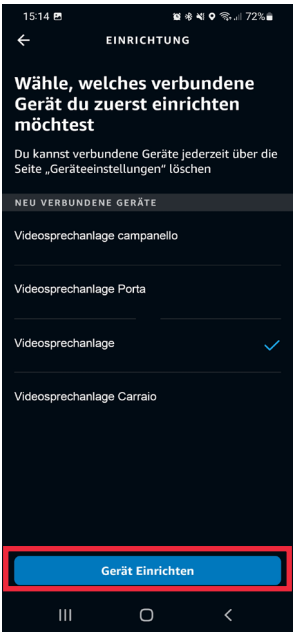 15:14 72%
EINRICHTUNG
Wähle, welches verbundene
Gerät du zuerst einrichten
möchtest
Du kannst verbundene Geräte jederzeit über die
Seite „Geräteeinstellungen" löschen
NEU VERBUNDENE GERÄTE
Videosprechanlage campanello
Videosprechanlage Porta
Videosprechanlage
Videosprechanlage Carraio
Gerät Einrichten